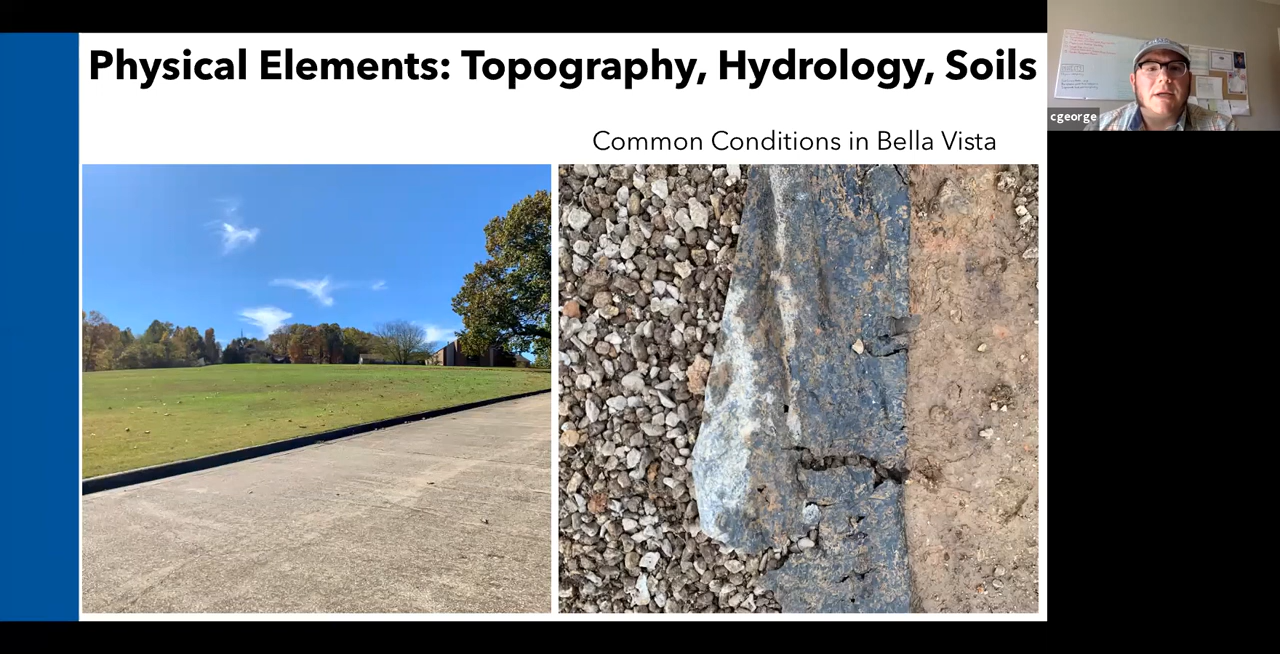 Physical Elements: Topography, Hydrology, Soils
Common Conditions in Bella Vista
cgeorge